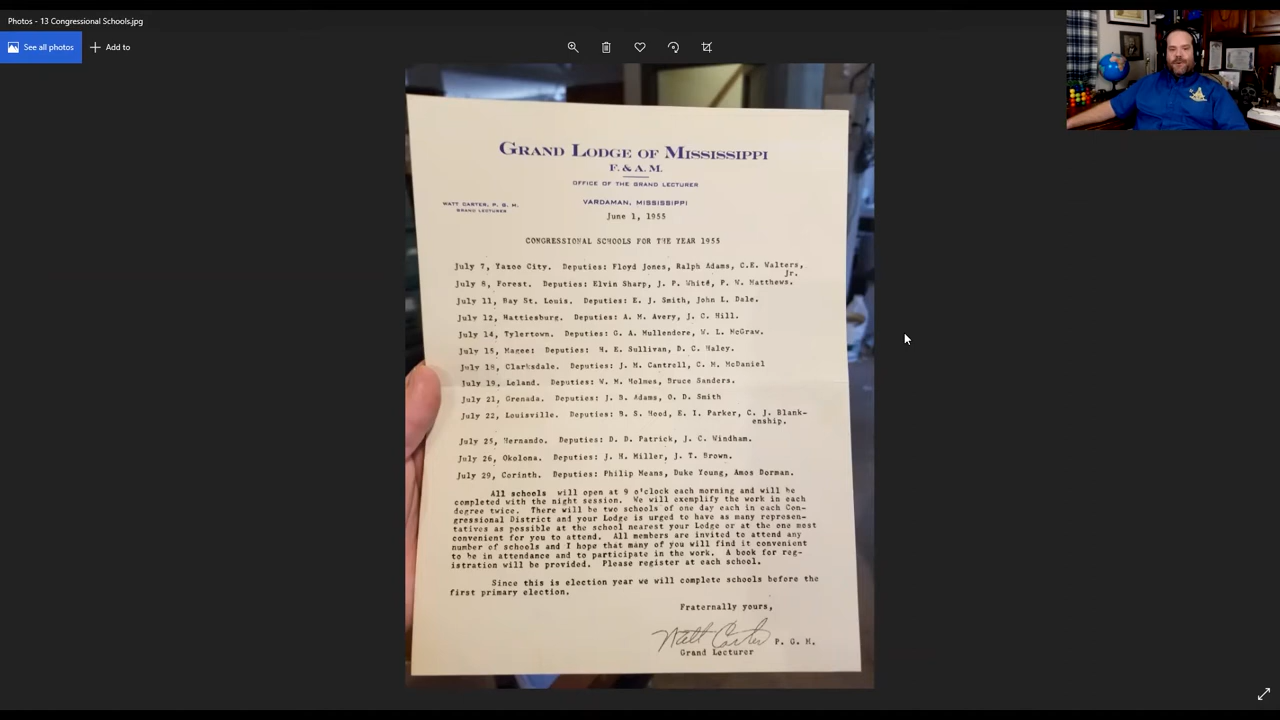 Photos - 13 Congressional Schools.jpg
See all photos
Add to
GRAND LODGE OF MISSISSIPPI
F. & A. M.
OFFICE OF THE GRAND LECTURER
WATT CARTER, P. G. M.
GRAND LECTURER
VARDAMAN, MISSISSIPPI
June 1, 1955
CONGRESSIONAL SCHOOLS FOR THE YEAR 1955
July 7, Yazoo City. Deputies: Floyd Jones, Ralph Adams, C.E. Walters,
Jr.
July 8, Forest. Deputies: Elvin Sharp, J. P. White, P. W. Matthews.
July 11, Bay St. Louis. Deputies: E. J. Smith, John L. Dale.
July 12, Hattiesburg. Deputies: A. M. Avery, J. C. Hill.
July 14, Tylertown. Deputies: G. A. Mullendore, W. L. McGraw.
July 15, Magee: Deputies: H. E. Sullivan, D. C. Haley.
July 18, Clarksdale. Deputies: J. M. Cantrell, C. M. McDaniel
July 19, Leland. Deputies: W. M. Holmes, Bruce Sanders.
July 21, Grenada. Deputies: J. B. Adams, O. D. Smith
July 22, Louisville. Deputies: B. S. Hood, E. I. Parker, C. J. Blank-
enship.
July 25, Hernando. Deputies: D. D. Patrick, J. C. Windham.
July 26, Okolona. Deputies: J. H. Miller, J. T. Brown.
July 29, Corinth. Deputies: Philip Means, Duke Young, Amos Dorman.
All schools will open at 9 o'clock each morning and will be
completed with the night session. We will exemplify the work in each
degree twice. There will be two schools of one day each in each Con-
gressional District and your Lodge is urged to have as many represen-
tatives as possible at the school nearest your Lodge or at the one most
convenient for you to attend. All members are invited to attend any
number of schools and I hope that many of you will find it convenient
to be in attendance and to participate in the work. A book for reg-
istration will be provided. Please register at each school.
Since this is election year we will complete schools before the
first primary election.
Fraternally yours,
Watt Carter P. G. M.
Grand Lecturer